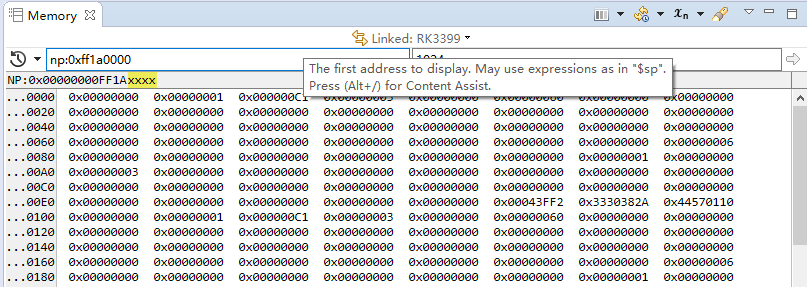 Memory
Linked: RK3399
np:0xff1a0000
The first address to display. May use expressions as in "$sp".
Press (Alt+/) for Content Assist.
NP:0x00000000FF1Axxxx
...0000 0x00000000 0x00000001 0x000000C1 0x00000003 0x00000000 0x00000000 0x00000000 0x00000000
...0020 0x00000000 0x00000000 0x00000000 0x00000000 0x00000000 0x00000000 0x00000000 0x00000000
...0040 0x00000000 0x00000000 0x00000000 0x00000000 0x00000000 0x00000000 0x00000000 0x00000000
...0060 0x00000000 0x00000000 0x00000000 0x00000000 0x00000000 0x00000000 0x00000000 0x00000006
...0080 0x00000000 0x00000000 0x00000000 0x00000000 0x00000000 0x00000000 0x00000001 0x00000000
...00A0 0x00000003 0x00000000 0x00000000 0x00000000 0x00000000 0x00000000 0x00000000 0x00000000
...00C0 0x00000000 0x00000000 0x00000000 0x00000000 0x00000000 0x00000000 0x00000000 0x00000000
...00E0 0x00000000 0x00000000 0x00000000 0x00000000 0x00000000 0x00043FF2 0x3330382A 0x44570110
...0100 0x00000000 0x00000001 0x000000C1 0x00000003 0x00000000 0x00000060 0x00000000 0x00000000
...0120 0x00000000 0x00000000 0x00000000 0x00000000 0x00000000 0x00000000 0x00000000 0x00000000
...0140 0x00000000 0x00000000 0x00000000 0x00000000 0x00000000 0x00000000 0x00000000 0x00000000
...0160 0x00000000 0x00000000 0x00000000 0x00000000 0x00000000 0x00000000 0x00000000 0x00000006
...0180 0x00000000 0x00000000 0x00000000 0x00000000 0x00000000 0x00000000 0x00000001 0x00000000